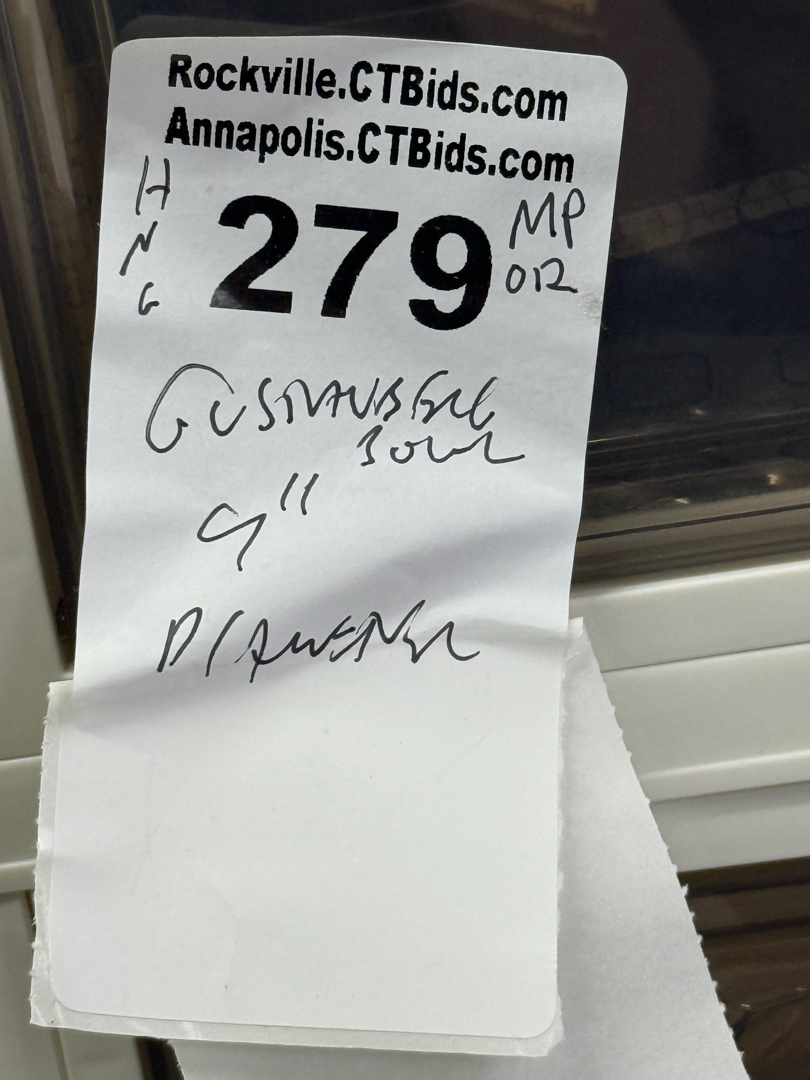 Rockville.CTBids.com
Annapolis.CTBids.com
H
N
G
279
MP
012
GUSTAVSBERG
BOWL
9"
DIAMETER